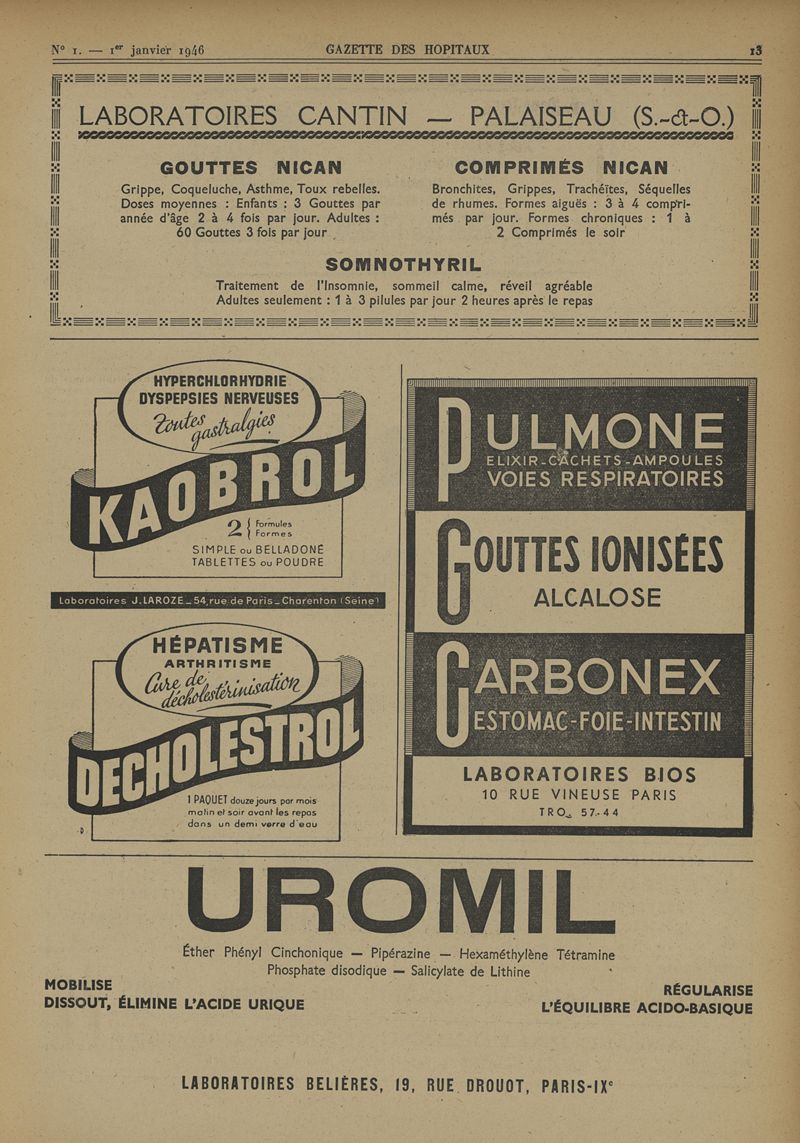 N° 1. — 1er janvier 1946 GAZETTE DES HOPITAUX 13
LABORATOIRES CANTIN — PALAISEAU (S.-&-O.)
GOUTTES NICAN
Grippe, Coqueluche, Asthme, Toux rebelles.
Doses moyennes : Enfants : 3 Gouttes par
année d'âge 2 à 4 fois par jour. Adultes :
60 Gouttes 3 fois par jour
COMPRIMÉS NICAN
Bronchites, Grippes, Trachéïtes, Séquelles
de rhumes. Formes aiguës : 3 à 4 compri-
més par jour. Formes chroniques : 1 à
2 Comprimés le soir
SOMNOTHYRIL
Traitement de l'Insomnie, sommeil calme, réveil agréable
Adultes seulement : 1 à 3 pilules par jour 2 heures après le repas
HYPERCHLORHYDRIE
DYSPEPSIES NERVEUSES
Toutes
gastralgies
KAOBROL
2 { Formules
Formes
SIMPLE ou BELLADONÉ
TABLETTES ou POUDRE
Laboratoires J. LAROZE_54, rue de Paris_Charenton (Seine)
HÉPATISME
ARTHRITISME
Cure de
décholestérinisation
DECHOLESTROL
1 PAQUET douze jours par mois
matin et soir avant les repas
dans un demi verre d'eau
PULMONE
ELIXIR-CACHETS-AMPOULES
VOIES RESPIRATOIRES
GOUTTES IONISÉES
ALCALOSE
CARBONEX
ESTOMAC-FOIE-INTESTIN
LABORATOIRES BIOS
10 RUE VINEUSE PARIS
TRO. 57.-44
UROMIL
Éther Phényl Cinchonique — Pipérazine — Hexaméthylène Tétramine
Phosphate disodique — Salicylate de Lithine
MOBILISE
DISSOUT, ÉLIMINE L'ACIDE URIQUE
RÉGULARISE
L'ÉQUILIBRE ACIDO-BASIQUE
LABORATOIRES BELIÈRES, 19, RUE DROUOT, PARIS-IXe